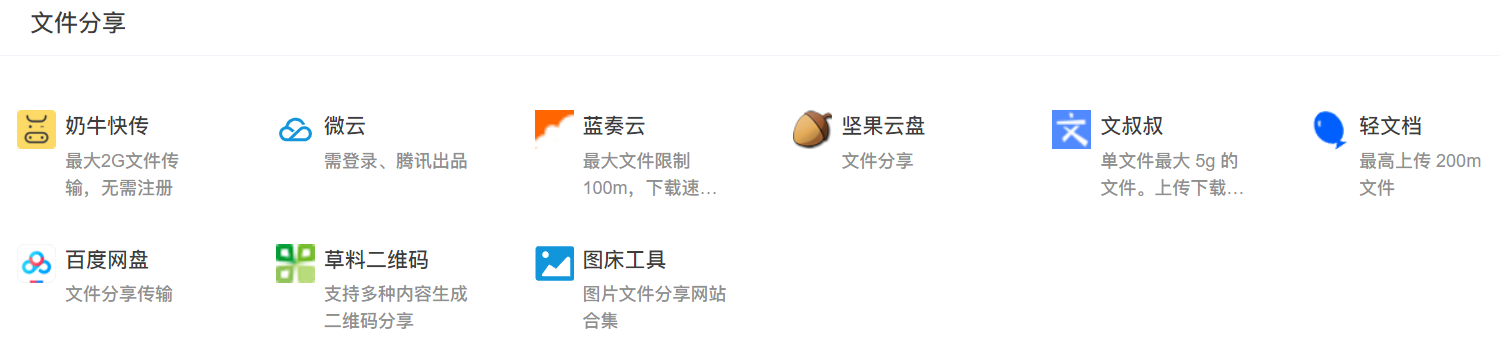 文件分享
奶牛快传
最大2G文件传
输，无需注册
微云
需登录、腾讯出品
蓝奏云
最大文件限制
100m，下载速…
坚果云盘
文件分享
文叔叔
单文件最大 5g 的
文件。上传下载…
轻文档
最高上传 200m
文件
百度网盘
文件分享传输
草料二维码
支持多种内容生成
二维码分享
图床工具
图片文件分享网站
合集